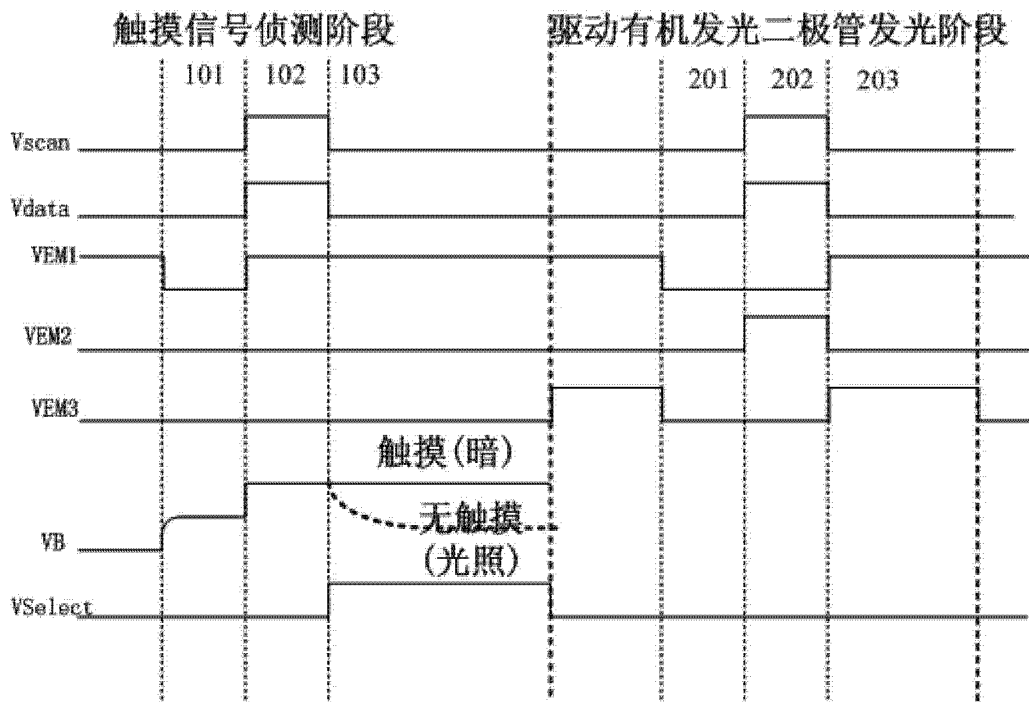 触摸信号侦测阶段
驱动有机发光二极管发光阶段
101 102 103 201 202 203
Vscan
Vdata
VEM1
VEM2
VEM3
触摸(暗)
无触摸
VB
(光照)
VSelect